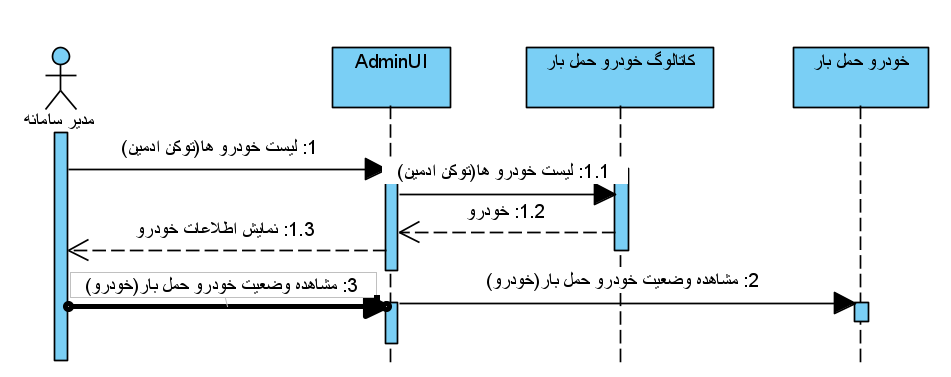 AdminUI
کاتالوگ خودرو حمل بار
خودرو حمل بار
مدیر سامانه
1: لیست خودرو ها(توکن ادمین)
1.1: لیست خودرو ها(توکن ادمین)
1.2: خودرو
1.3: نمایش اطلاعات خودرو
2: مشاهده وضعیت خودرو حمل بار(خودرو)
3: مشاهده وضعیت خودرو حمل بار(خودرو)